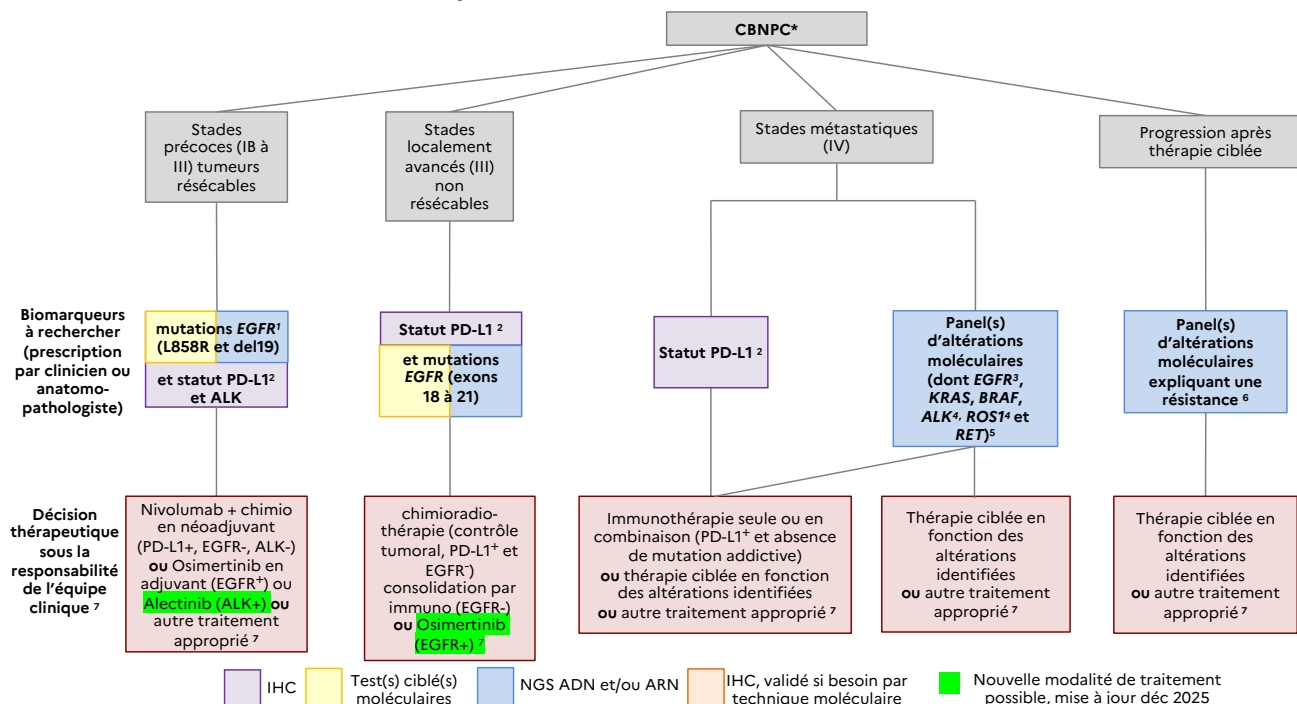 CBNPC*
Stades
précoces (IB à
III) tumeurs
résécables
Stades
localement
avancés (III)
non
résécables
Stades métastatiques
(IV)
Progression après
thérapie ciblée
Biomarqueurs
à rechercher
(prescription
par clinicien ou
anatomo-
pathologiste)
mutations EGFR¹
(L858R et del19)
et statut PD-L1²
et ALK
Statut PD-L1 ²
et mutations
EGFR (exons
18 à 21)
Statut PD-L1 ²
Panel(s)
d'altérations
moléculaires
(dont EGFR³,
KRAS, BRAF,
ALK⁴, ROS1⁴ et
RET)⁵
Panel(s)
d'altérations
moléculaires
expliquant une
résistance ⁶
Décision
thérapeutique
sous la
responsabilité
de l'équipe
clinique ⁷
Nivolumab + chimio
en néoadjuvant
(PD-L1+, EGFR-, ALK-)
ou Osimertinib en
adjuvant (EGFR⁺) ou
Alectinib (ALK+) ou
autre traitement
approprié ⁷
chimioradio-
thérapie (contrôle
tumoral, PD-L1⁺ et
EGFR⁻)
consolidation par
immuno (EGFR-)
ou Osimertinib
(EGFR+) ⁷
Immunothérapie seule ou en
combinaison (PD-L1⁺ et absence
de mutation addictive)
ou thérapie ciblée en fonction
des altérations identifiées
ou autre traitement approprié ⁷
Thérapie ciblée en
fonction des
altérations
identifiées
ou autre traitement
approprié ⁷
Thérapie ciblée en
fonction des
altérations
identifiées
ou autre traitement
approprié ⁷
IHC
Test(s) ciblé(s)
moléculaires
NGS ADN et/ou ARN
IHC, validé si besoin par
technique moléculaire
Nouvelle modalité de traitement
possible, mise à jour déc 2025